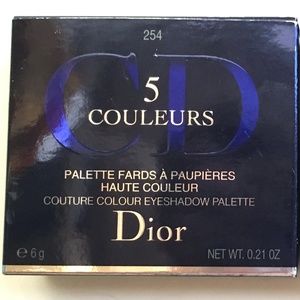 254
CD
5
COULEURS
PALETTE FARDS À PAUPIÈRES
HAUTE COULEUR
COUTURE COLOUR EYESHADOW PALETTE
Dior
℮ 6 g NET WT. 0.21 OZ